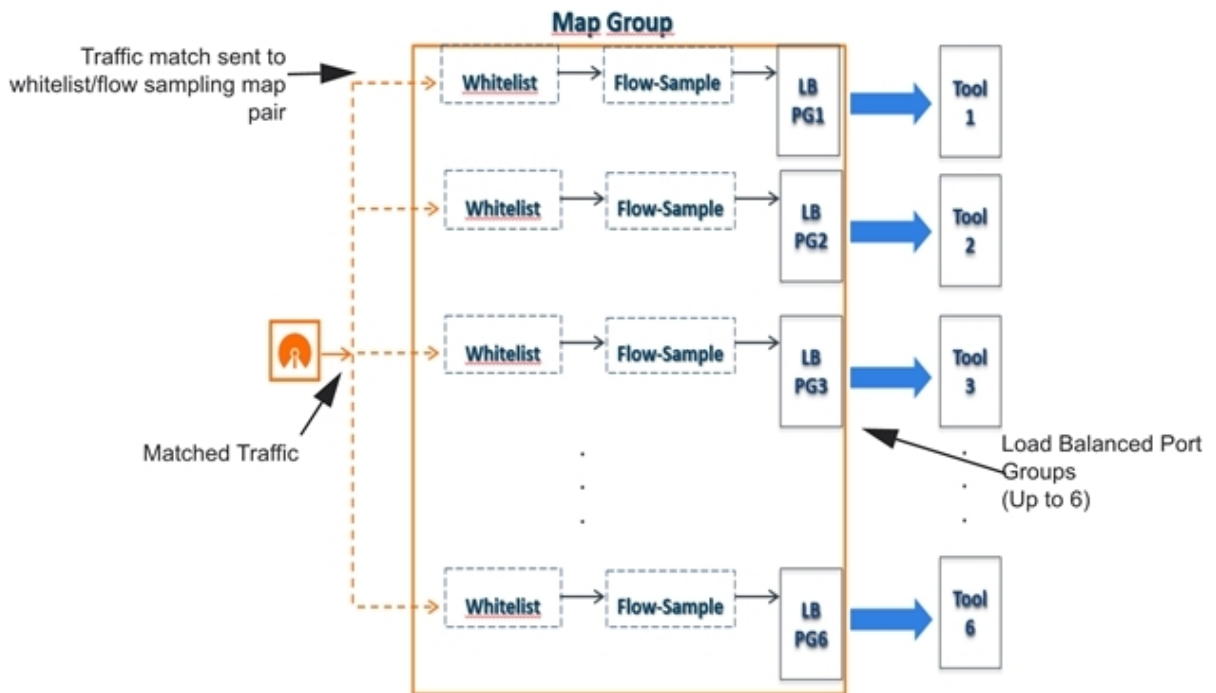 Map Group
Traffic match sent to
whitelist/flow sampling map
pair
Whitelist
Flow-Sample
LB
PG1
Tool
1
Whitelist
Flow-Sample
LB
PG2
Tool
2
Whitelist
Flow-Sample
LB
PG3
Tool
3
Matched Traffic
Load Balanced Port
Groups
(Up to 6)
Whitelist
Flow-Sample
LB
PG6
Tool
6